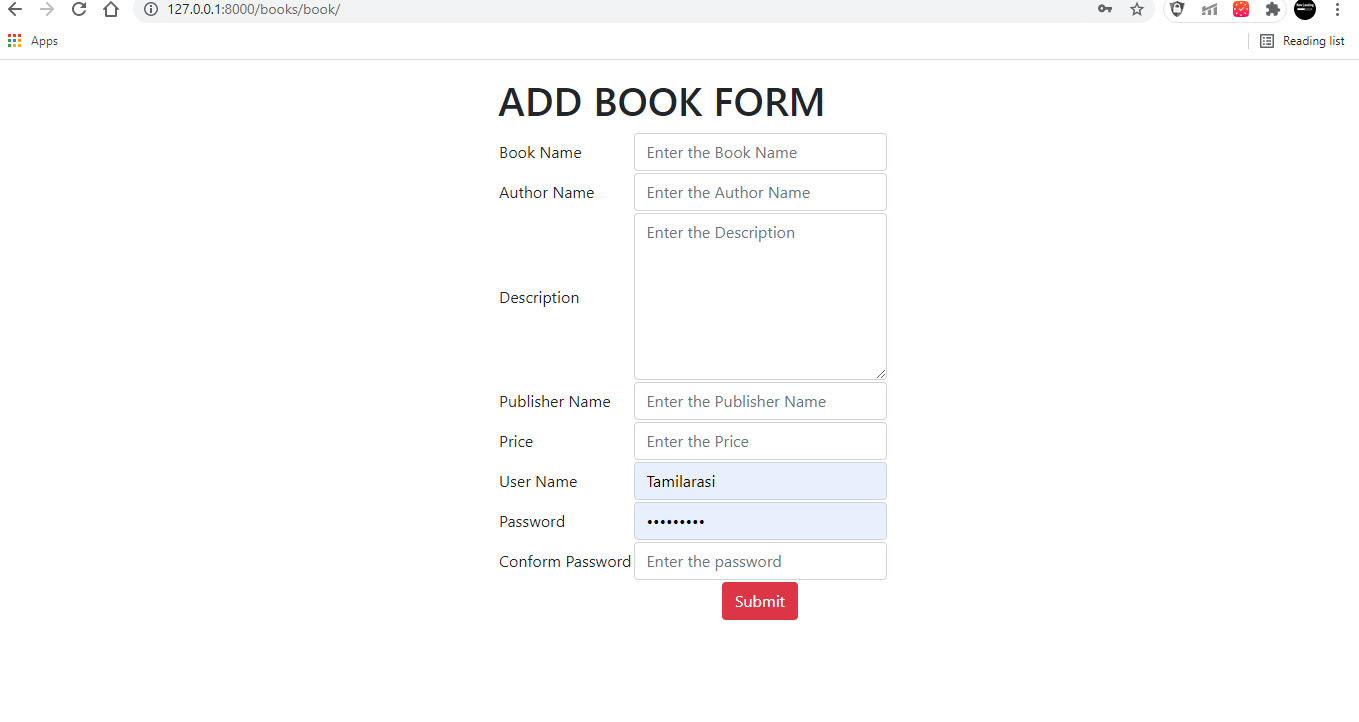 127.0.0.1:8000/books/book/
Apps
Reading list
ADD BOOK FORM
Book Name Enter the Book Name
Author Name Enter the Author Name
Description Enter the Description
Publisher Name Enter the Publisher Name
Price Enter the Price
User Name Tamilarasi
Password •••••••••
Conform Password Enter the password
Submit